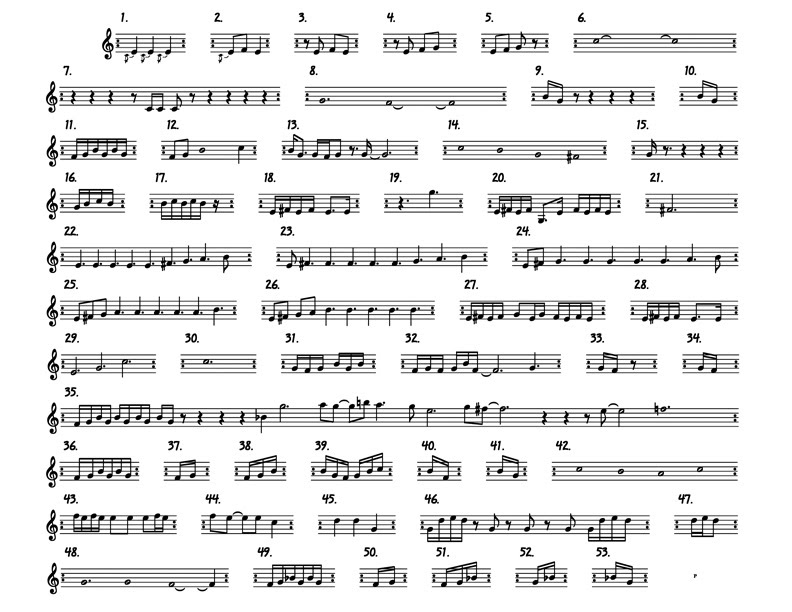 1. 2. 3. 4. 5. 6.
7. 8. 9. 10.
11. 12. 13. 14. 15.
16. 17. 18. 19. 20. 21.
22. 23. 24.
25. 26. 27. 28.
29. 30. 31. 32. 33. 34.
35.
36. 37. 38. 39. 40. 41. 42.
43. 44. 45. 46. 47.
48. 49. 50. 51. 52. 53.